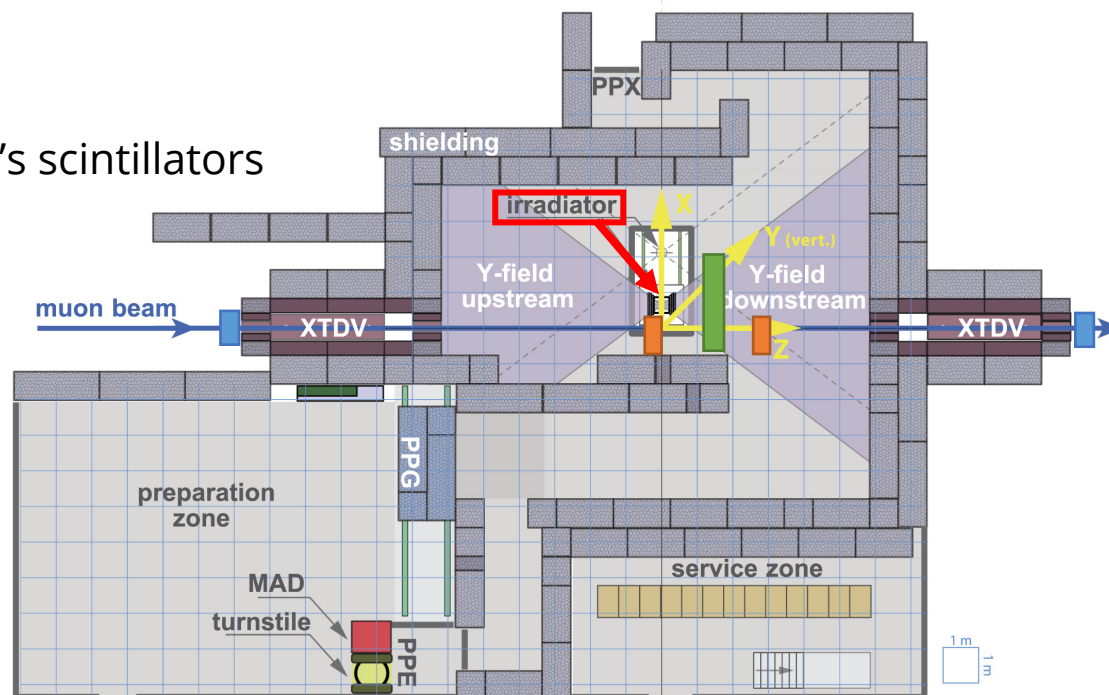 's scintillators
PPX
shielding
irradiator
X
Y (vert.)
Y-field
upstream
Y-field
downstream
muon beam
XTDV
XTDV
Z
PPG
preparation
zone
service zone
MAD
turnstile
PPE
1 m
1 m